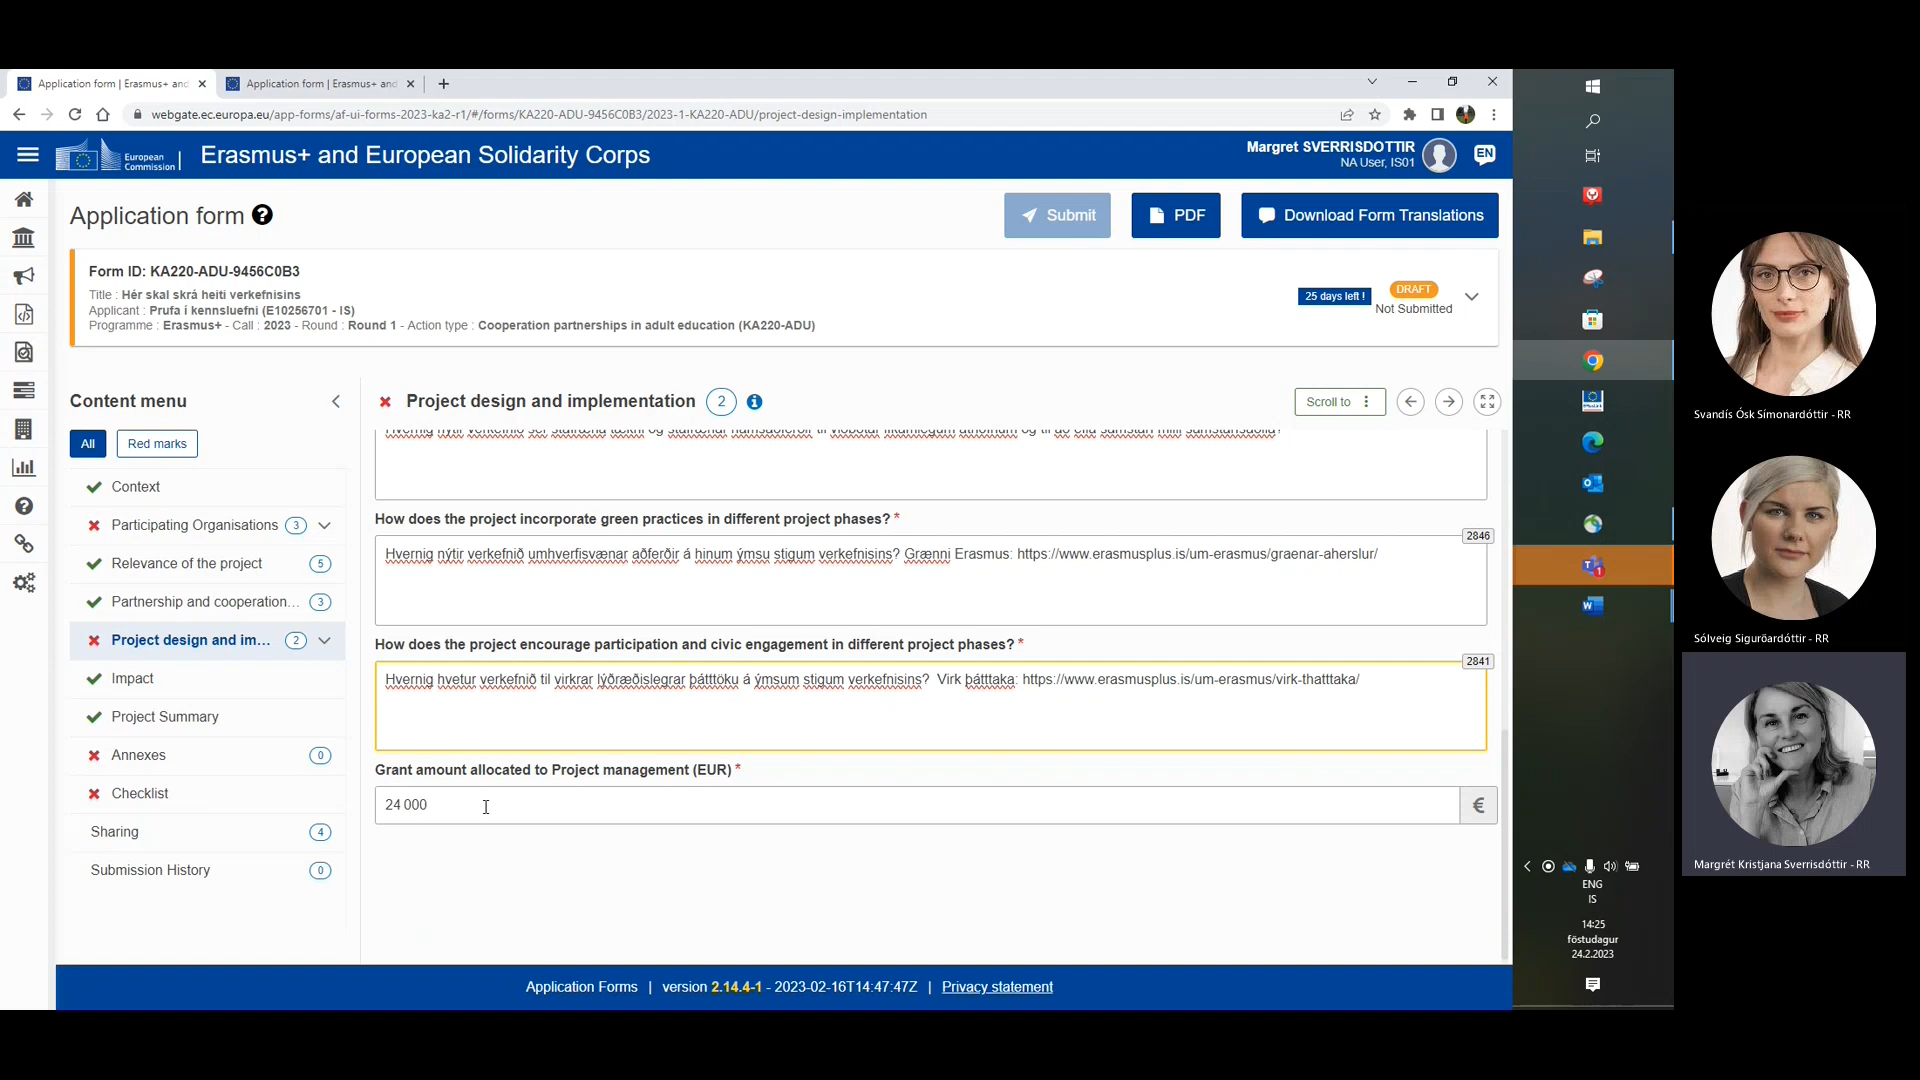 Application form | Erasmus+ and
Application form | Erasmus+ and
webgate.ec.europa.eu/app-forms/af-ui-forms-2023-ka2-r1/#/forms/KA220-ADU-9456C0B3/2023-1-KA220-ADU/project-design-implementation
European
Commission
Erasmus+ and European Solidarity Corps
Margret SVERRISDOTTIR
NA User, IS01
EN
Application form
Submit
PDF
Download Form Translations
Form ID: KA220-ADU-9456C0B3
Title : Hér skal skrá heiti verkefnisins
Applicant : Prufa í kennsluefni (E10256701 - IS)
Programme : Erasmus+ - Call : 2023 - Round : Round 1 - Action type : Cooperation partnerships in adult education (KA220-ADU)
25 days left !
DRAFT
Not Submitted
Content menu
All
Red marks
Context
Participating Organisations 3
Relevance of the project 5
Partnership and cooperation... 3
Project design and im... 2
Impact
Project Summary
Annexes 0
Checklist
Sharing 4
Submission History 0
Project design and implementation 2
Scroll to
How does the project incorporate green practices in different project phases? *
2846
Hvernig nýtir verkefnið umhverfisvænar aðferðir á hinum ýmsu stigum verkefnisins? Grænni Erasmus: https://www.erasmusplus.is/um-erasmus/graenar-aherslur/
How does the project encourage participation and civic engagement in different project phases? *
2841
Hvernig hvetur verkefnið til virkrar lýðræðislegrar þátttöku á ýmsum stigum verkefnisins? Virk þátttaka: https://www.erasmusplus.is/um-erasmus/virk-thatttaka/
Grant amount allocated to Project management (EUR) *
24 000
€
Application Forms | version 2.14.4-1 - 2023-02-16T14:47:47Z | Privacy statement
ENG
IS
14:25
föstudagur
24.2.2023
Svandís Ósk Símonardóttir - RR
Sólveig Sigurðardóttir - RR
Margrét Kristjana Sverrisdóttir - RR